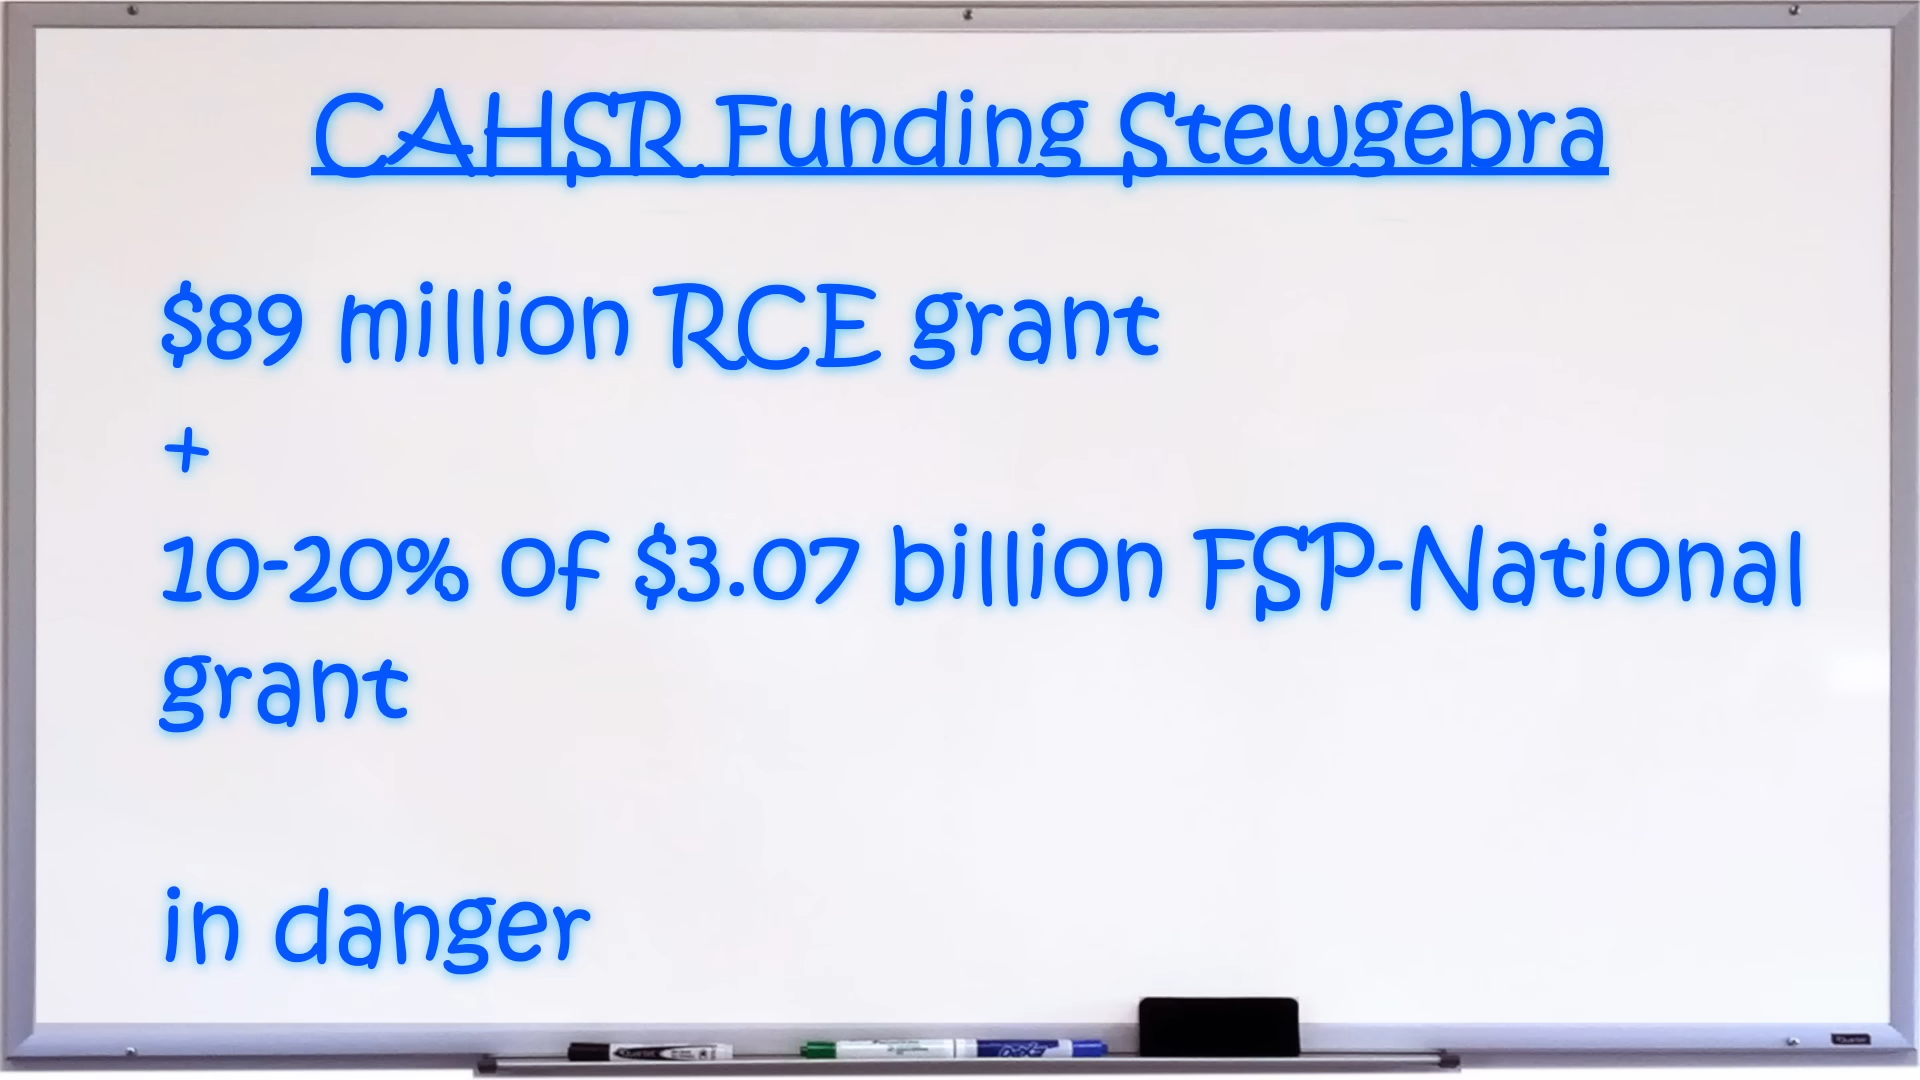 CAHSR Funding Stewgebra
$89 million RCE grant
+
10-20% of $3.07 billion FSP-National
grant
in danger